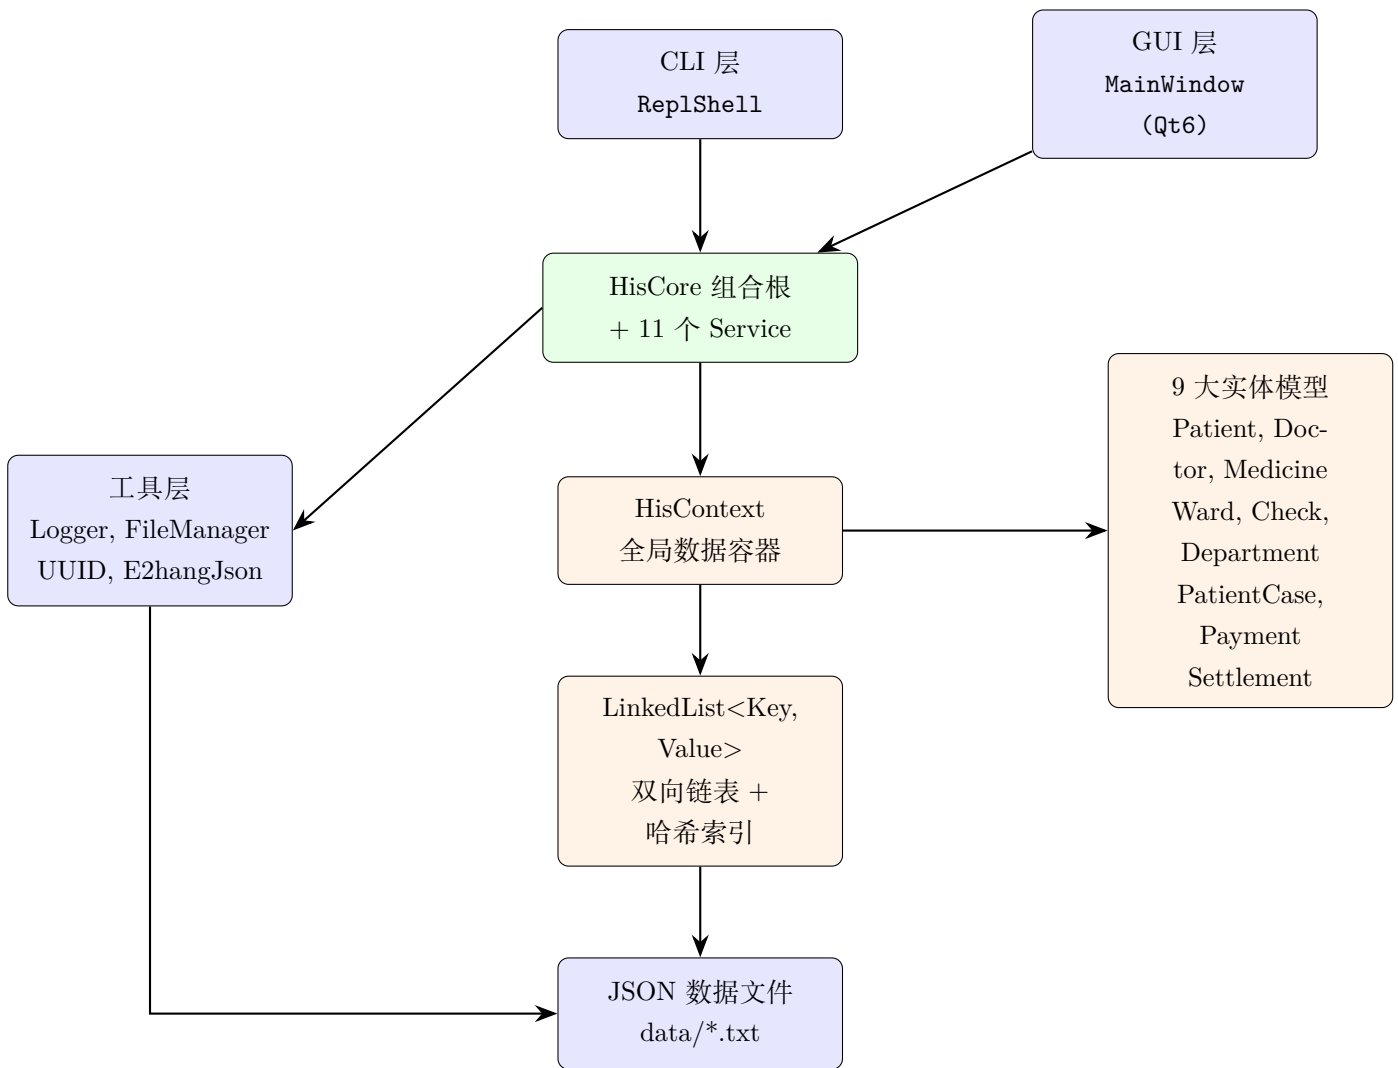 CLI 层
ReplShell
GUI 层
MainWindow
(Qt6)
HisCore 组合根
+ 11 个 Service
工具层
Logger, FileManager
UUID, E2hangJson
HisContext
全局数据容器
9 大实体模型
Patient, Doc-
tor, Medicine
Ward, Check,
Department
PatientCase,
Payment
Settlement
LinkedList<Key,
Value>
双向链表 +
哈希索引
JSON 数据文件
data/*.txt